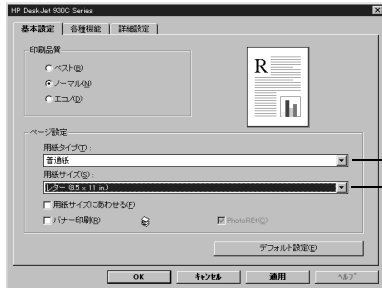 HP DeskJet 930C Series
基本設定 各種機能 詳細設定
印刷品質
ベスト(B)
ノーマル(N)
エコノ(D)
R
ページ設定
用紙タイプ(T):
普通紙
用紙サイズ(S):
レター (8.5 x 11 in.)
用紙サイズにあわせる(F)
バナー印刷(R) PhotoREt(C)
デフォルト設定(E)
OK キャンセル 適用 ヘルプ